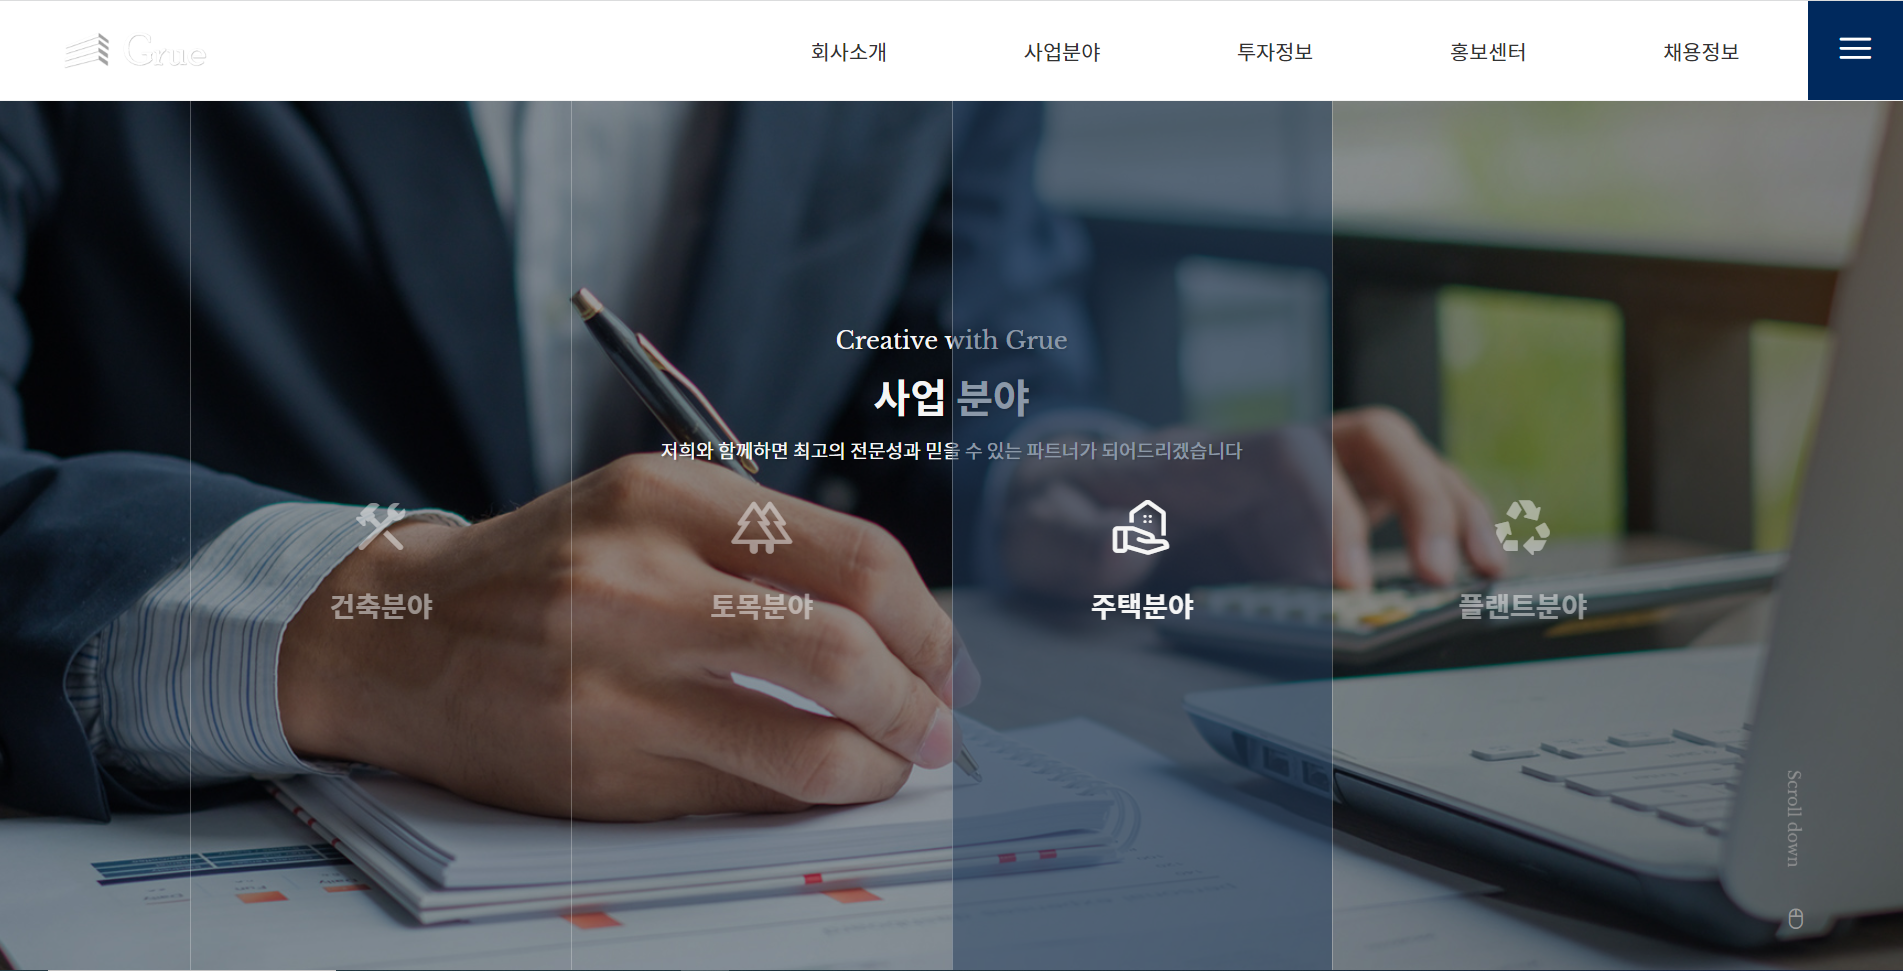 Grue
회사소개
사업분야
투자정보
홍보센터
채용정보
Creative with Grue
사업 분야
저희와 함께하면 최고의 전문성과 믿을 수 있는 파트너가 되어드리겠습니다
건축분야
토목분야
주택분야
플랜트분야
Scroll down